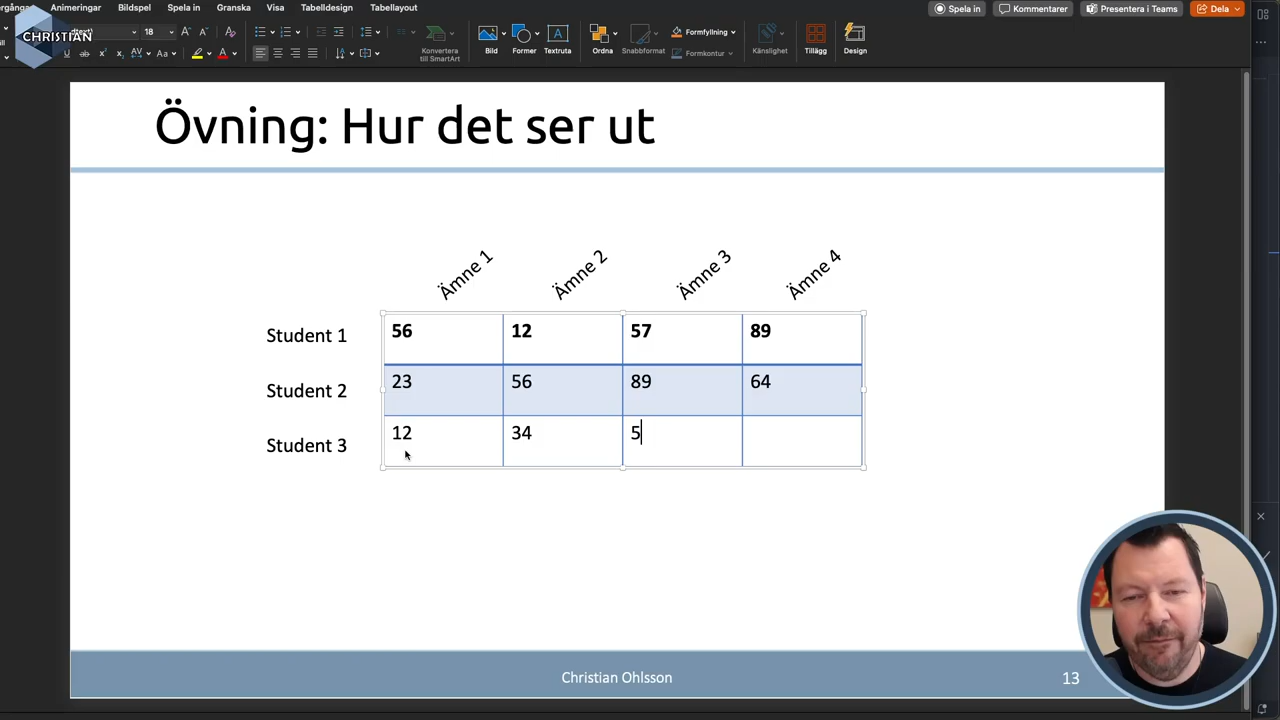 ergångar Animeringar Bildspel Spela in Granska Visa Tabelldesign Tabellayout
Spela in Kommentarer Presentera i Teams Dela
CHRISTIAN
18
Konvertera
till SmartArt
Bild Former Textruta
Ordna Snabbformat
Formfyllning
Formkontur
Känslighet Tillägg Design
Övning: Hur det ser ut
Ämne 1 Ämne 2 Ämne 3 Ämne 4
Student 1 56 12 57 89
Student 2 23 56 89 64
Student 3 12 34 5
Christian Ohlsson
13